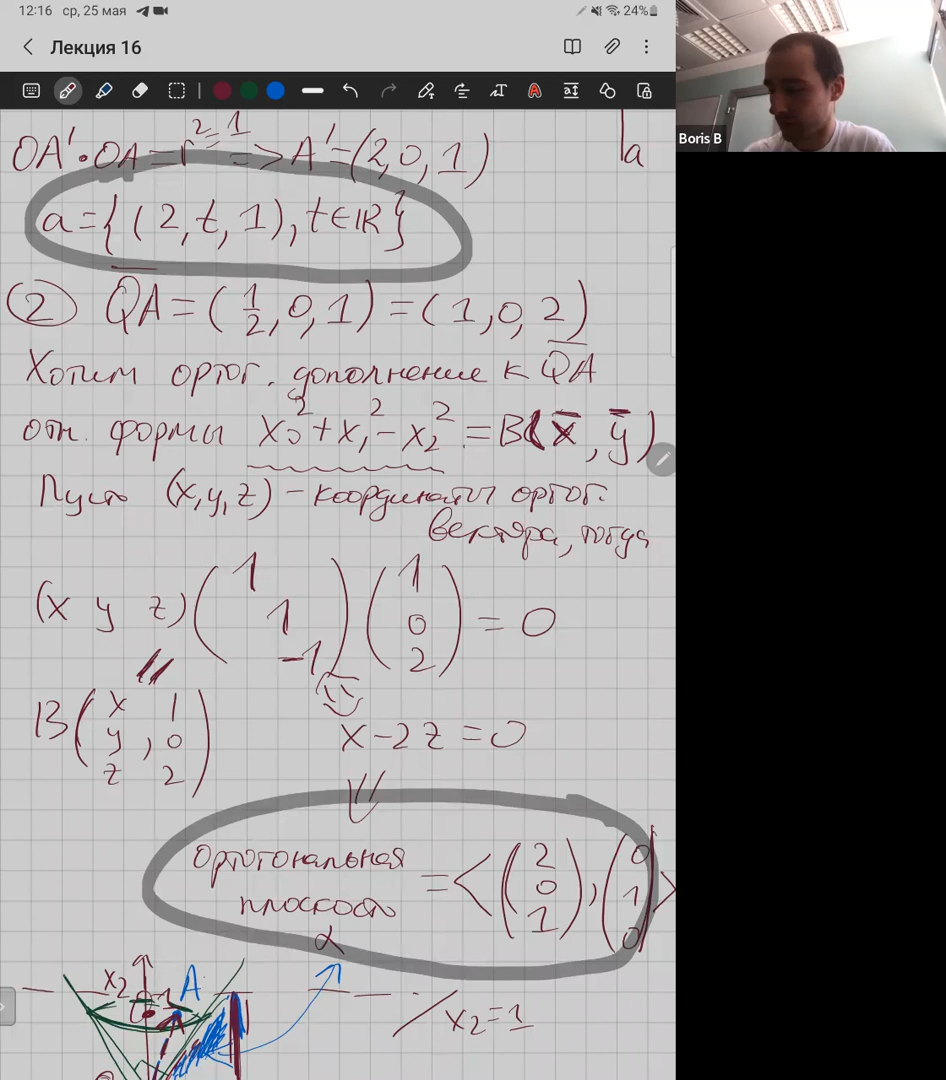 12:16 ср, 25 мая 24%
Лекция 16
Boris B
OA'·OA = r² = 1 => A' = (2, 0, 1)
a
a = {(2, t, 1), t ∈ ℝ}
(2) QA = (1/2, 0, 1) = (1, 0, 2)
Хотим ортог. дополнение к QA
отн. формы x₀² + x₁² - x₂² = B(x̄, ȳ)
Пусть (x, y, z) - координаты ортог.
вектора, тогда
(x y z) (1 1 -1) (1 0 2) = 0
B (x y z , 1 0 2)
x - 2z = 0
Ортогональная
плоскость = < (2 0 1), (0 1 0) >
α
x₂ 1 A
x₂ = 1